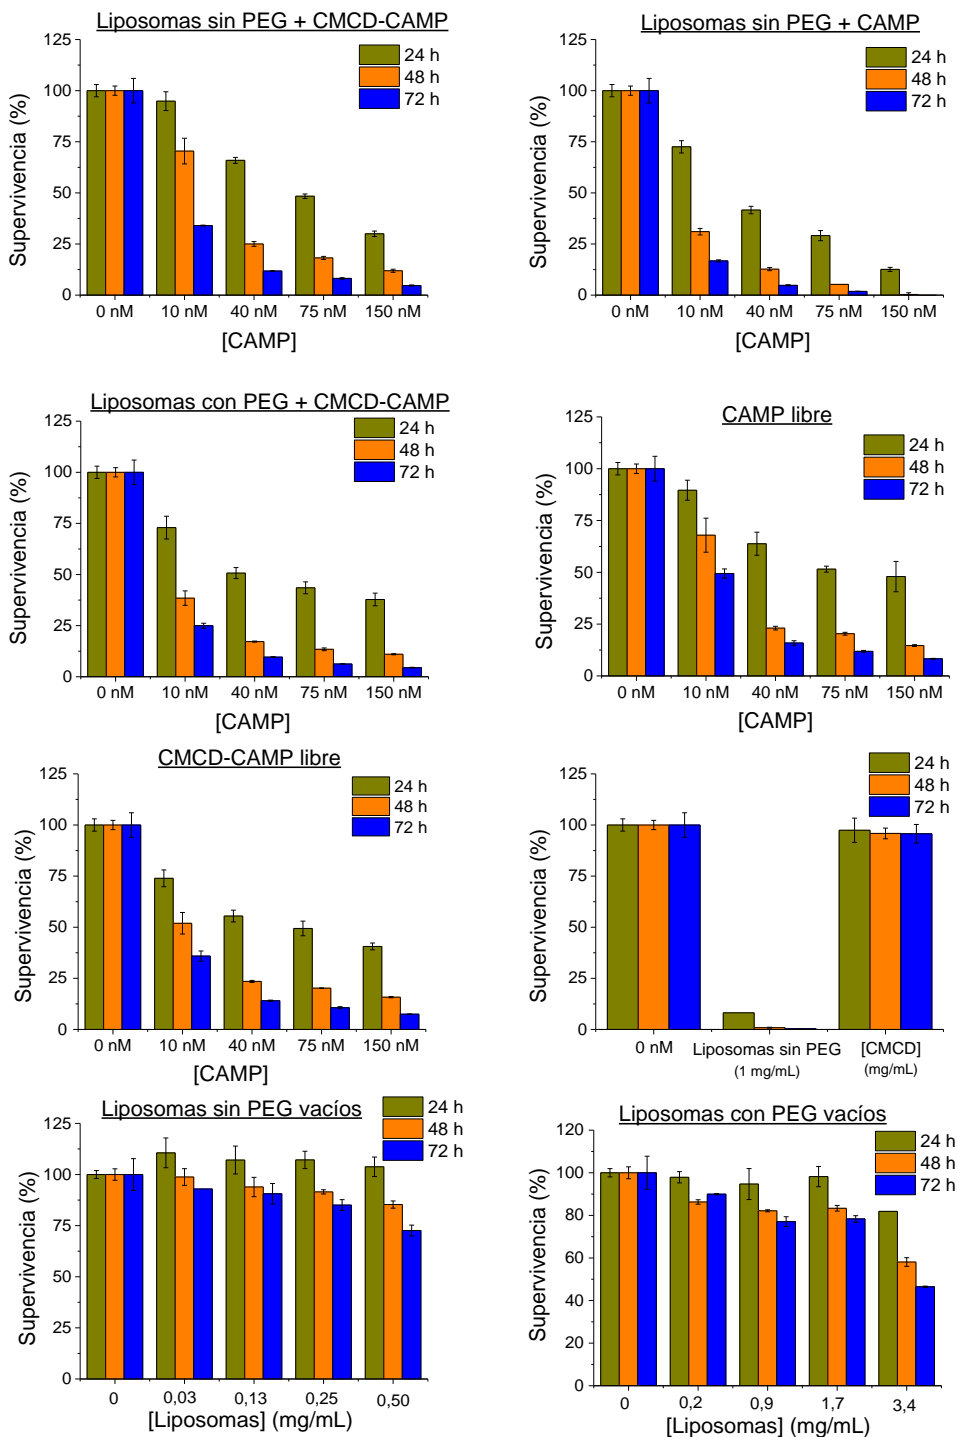 Liposomas sin PEG + CMCD-CAMP
125
100
75
50
25
0
Supervivencia (%)
24 h
48 h
72 h
0 nM 10 nM 40 nM 75 nM 150 nM
[CAMP]
Liposomas sin PEG + CAMP
125
100
75
50
25
0
Supervivencia (%)
24 h
48 h
72 h
0 nM 10 nM 40 nM 75 nM 150 nM
[CAMP]
Liposomas con PEG + CMCD-CAMP
125
100
75
50
25
0
Supervivencia (%)
24 h
48 h
72 h
0 nM 10 nM 40 nM 75 nM 150 nM
[CAMP]
CAMP libre
125
100
75
50
25
0
Supervivencia (%)
24 h
48 h
72 h
0 nM 10 nM 40 nM 75 nM 150 nM
[CAMP]
CMCD-CAMP libre
125
100
75
50
25
0
Supervivencia (%)
24 h
48 h
72 h
0 nM 10 nM 40 nM 75 nM 150 nM
[CAMP]
125
100
75
50
25
0
Supervivencia (%)
24 h
48 h
72 h
0 nM Liposomas sin PEG [CMCD]
(1 mg/mL) (mg/mL)
Liposomas sin PEG vacíos
125
100
75
50
25
0
Supervivencia (%)
24 h
48 h
72 h
0 0,03 0,13 0,25 0,50
[Liposomas] (mg/mL)
Liposomas con PEG vacíos
120
100
80
60
40
20
0
Supervivencia (%)
24 h
48 h
72 h
0 0,2 0,9 1,7 3,4
[Liposomas] (mg/mL)